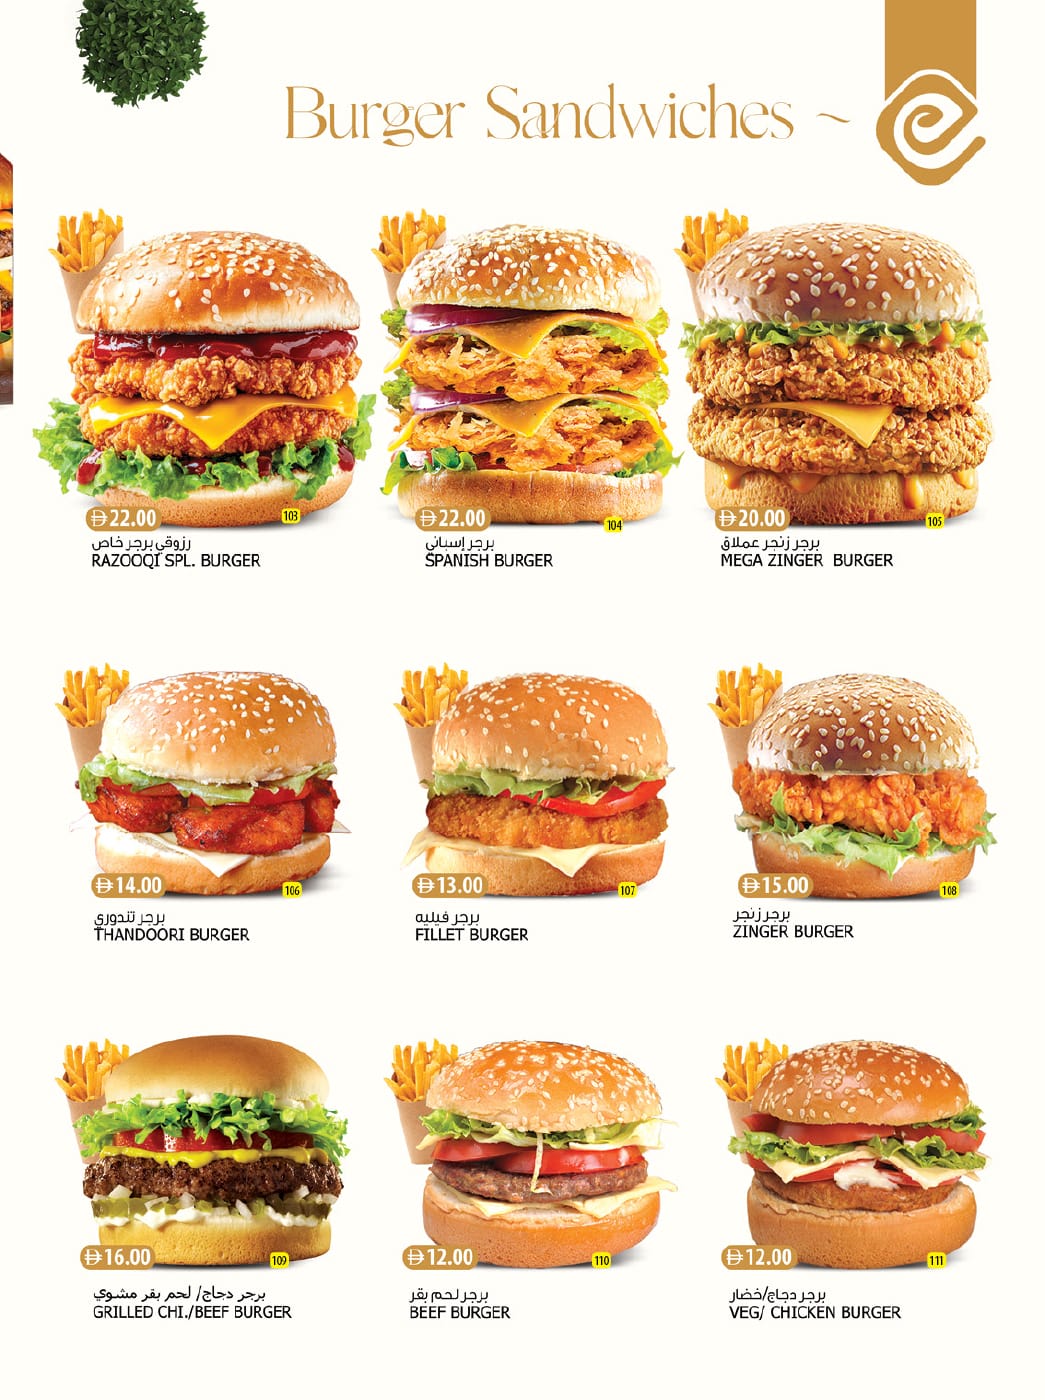 Burger Sandwiches ~
22.00
103
رزوقي برجر خاص
RAZOOQI SPL. BURGER
22.00
104
برجر إسباني
SPANISH BURGER
20.00
105
برجر زنجر عملاق
MEGA ZINGER BURGER
14.00
106
برجر تندوري
THANDOORI BURGER
13.00
107
برجر فيليه
FILLET BURGER
15.00
108
برجر زنجر
ZINGER BURGER
16.00
109
برجر دجاج/ لحم بقر مشوي
GRILLED CHI./BEEF BURGER
12.00
110
برجر لحم بقر
BEEF BURGER
12.00
111
برجر دجاج/خضار
VEG/ CHICKEN BURGER